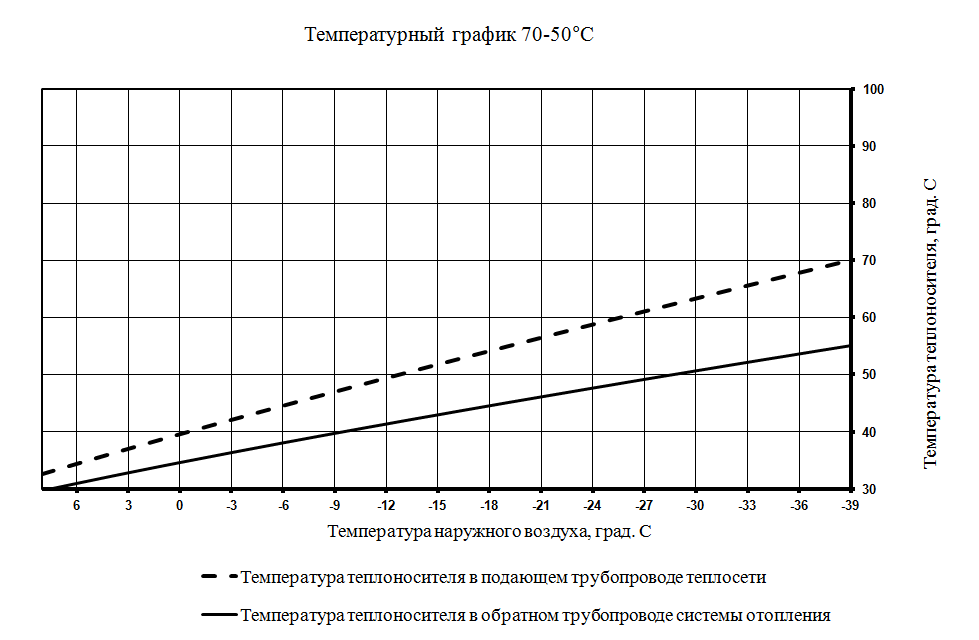 Температурный график 70-50°С
100
90
80
70
60
50
40
30
Температура теплоносителя, град. С
6 3 0 -3 -6 -9 -12 -15 -18 -21 -24 -27 -30 -33 -36 -39
Температура наружного воздуха, град. С
Температура теплоносителя в подающем трубопроводе теплосети
Температура теплоносителя в обратном трубопроводе системы отопления